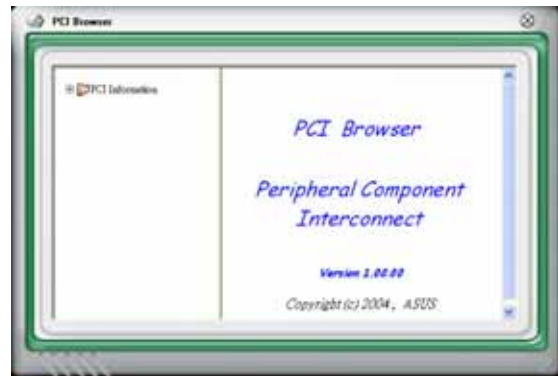 PCI Browser
PCI Information
PCI Browser
Peripheral Component
Interconnect
Version 1.00.00
Copyright (c) 2004, ASUS